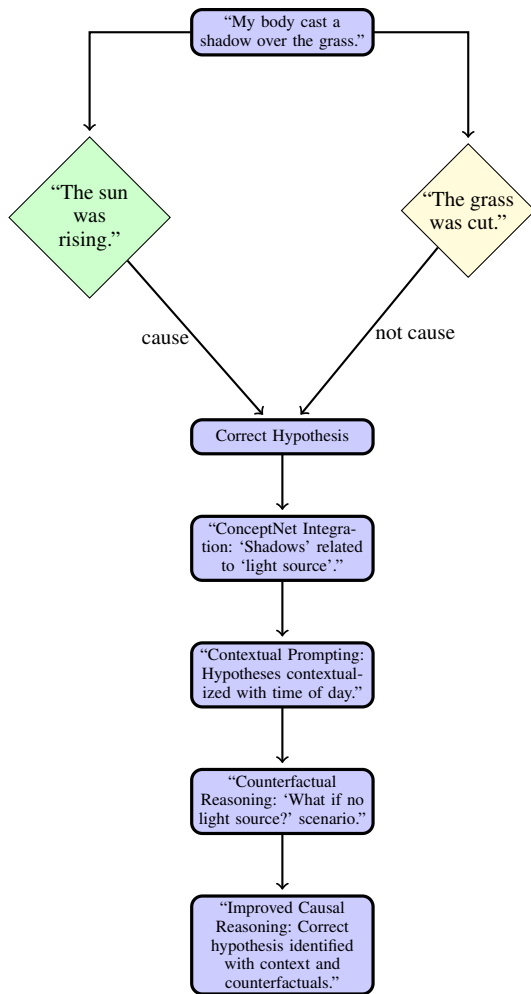 “My body cast a
shadow over the grass.”
“The sun
was
rising.”
“The grass
was cut.”
cause
not cause
Correct Hypothesis
“ConceptNet Integra-
tion: ‘Shadows’ related
to ‘light source’.”
“Contextual Prompting:
Hypotheses contextual-
ized with time of day.”
“Counterfactual
Reasoning: ‘What if no
light source?’ scenario.”
“Improved Causal
Reasoning: Correct
hypothesis identified
with context and
counterfactuals.”